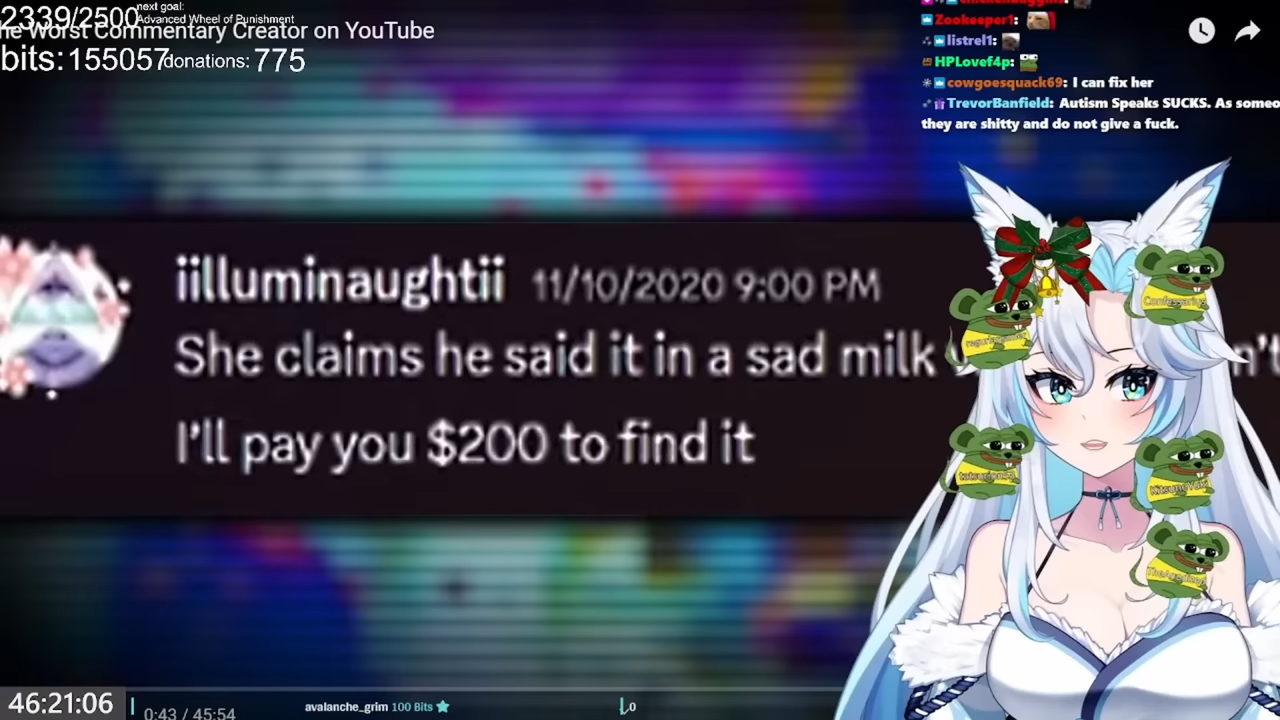 2339/2500
next goal:
Advanced Wheel of Punishment
he Worst Commentary Creator on YouTube
bits:155057 donations: 775
Zookeeper1:
listrel1:
HPLovef4p:
cowgoesquack69: I can fix her
TrevorBanfield: Autism Speaks SUCKS. As someo
they are shitty and do not give a fuck.
iilluminaughtii 11/10/2020 9:00 PM
She claims he said it in a sad milk
n't
I'll pay you $200 to find it
Confessarius
46:21:06
0:43 / 45:54
avalanche_grim 100 Bits
0